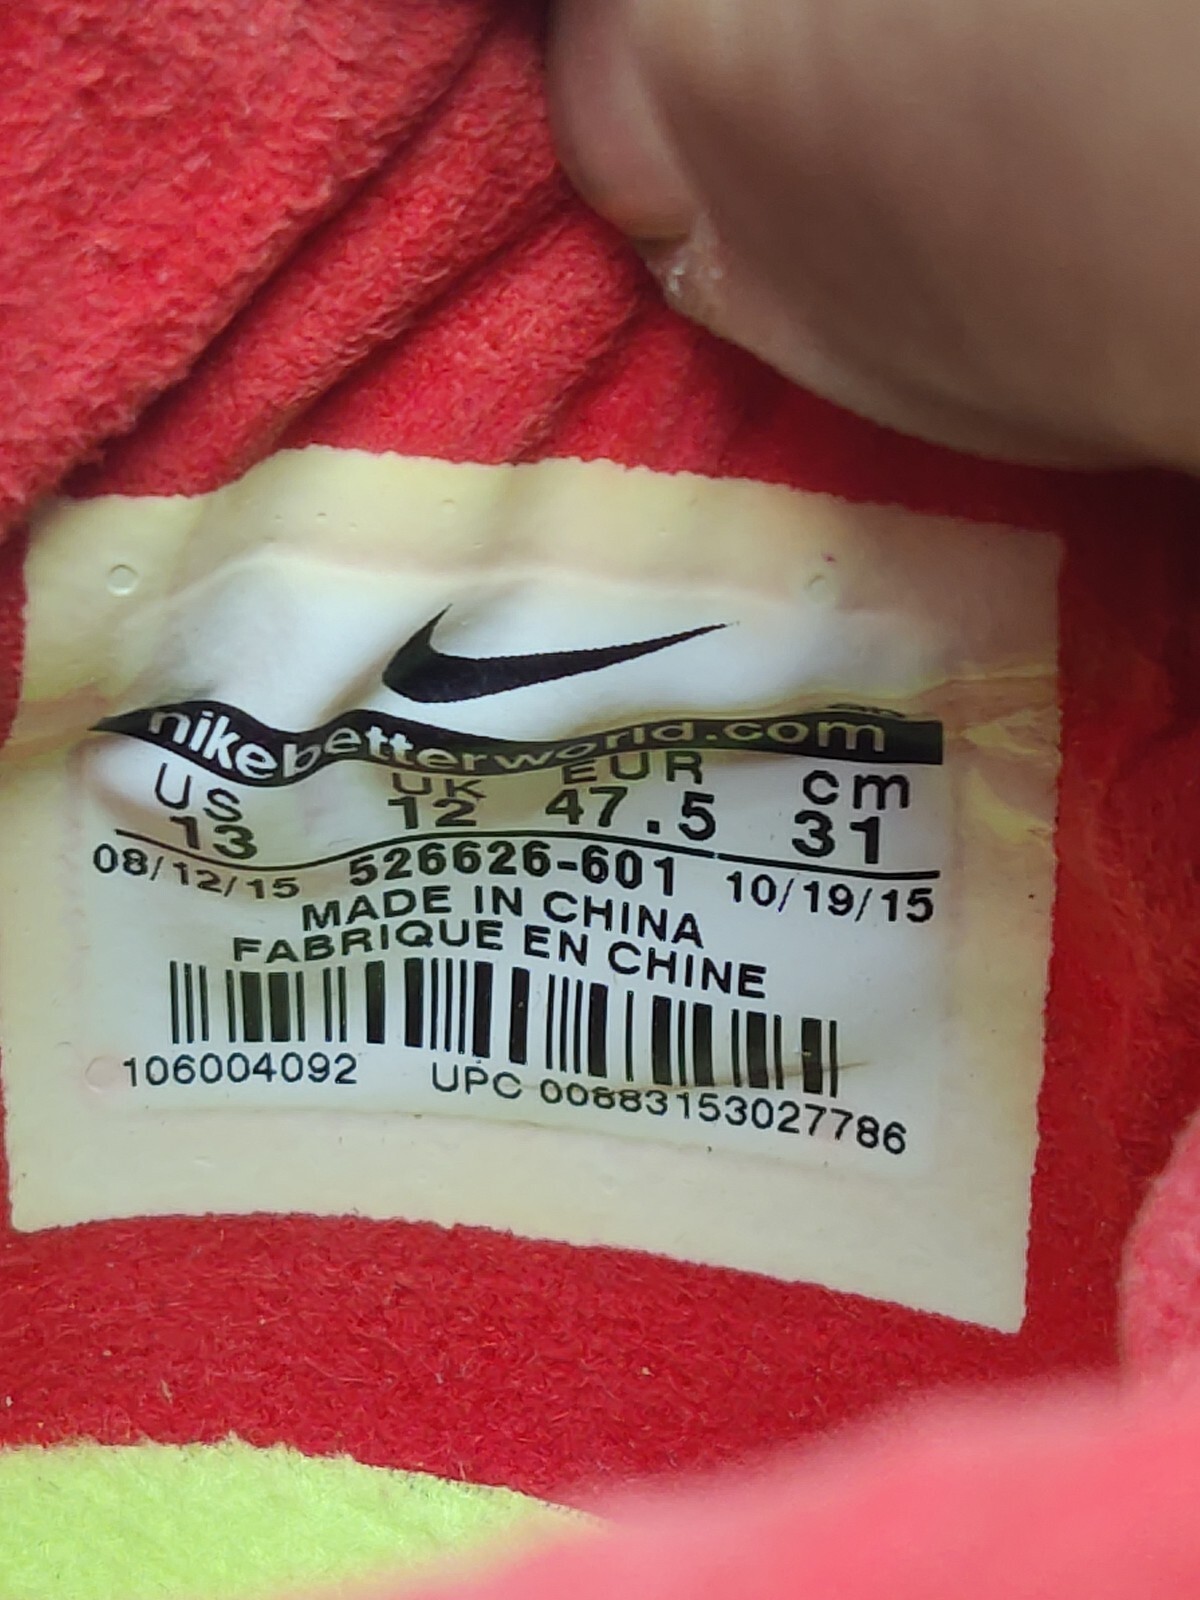 nikebetterworld.com
US UK EUR cm
13 12 47.5 31
08/12/15 526626-601 10/19/15
MADE IN CHINA
FABRIQUE EN CHINE
106004092 UPC 00883153027786